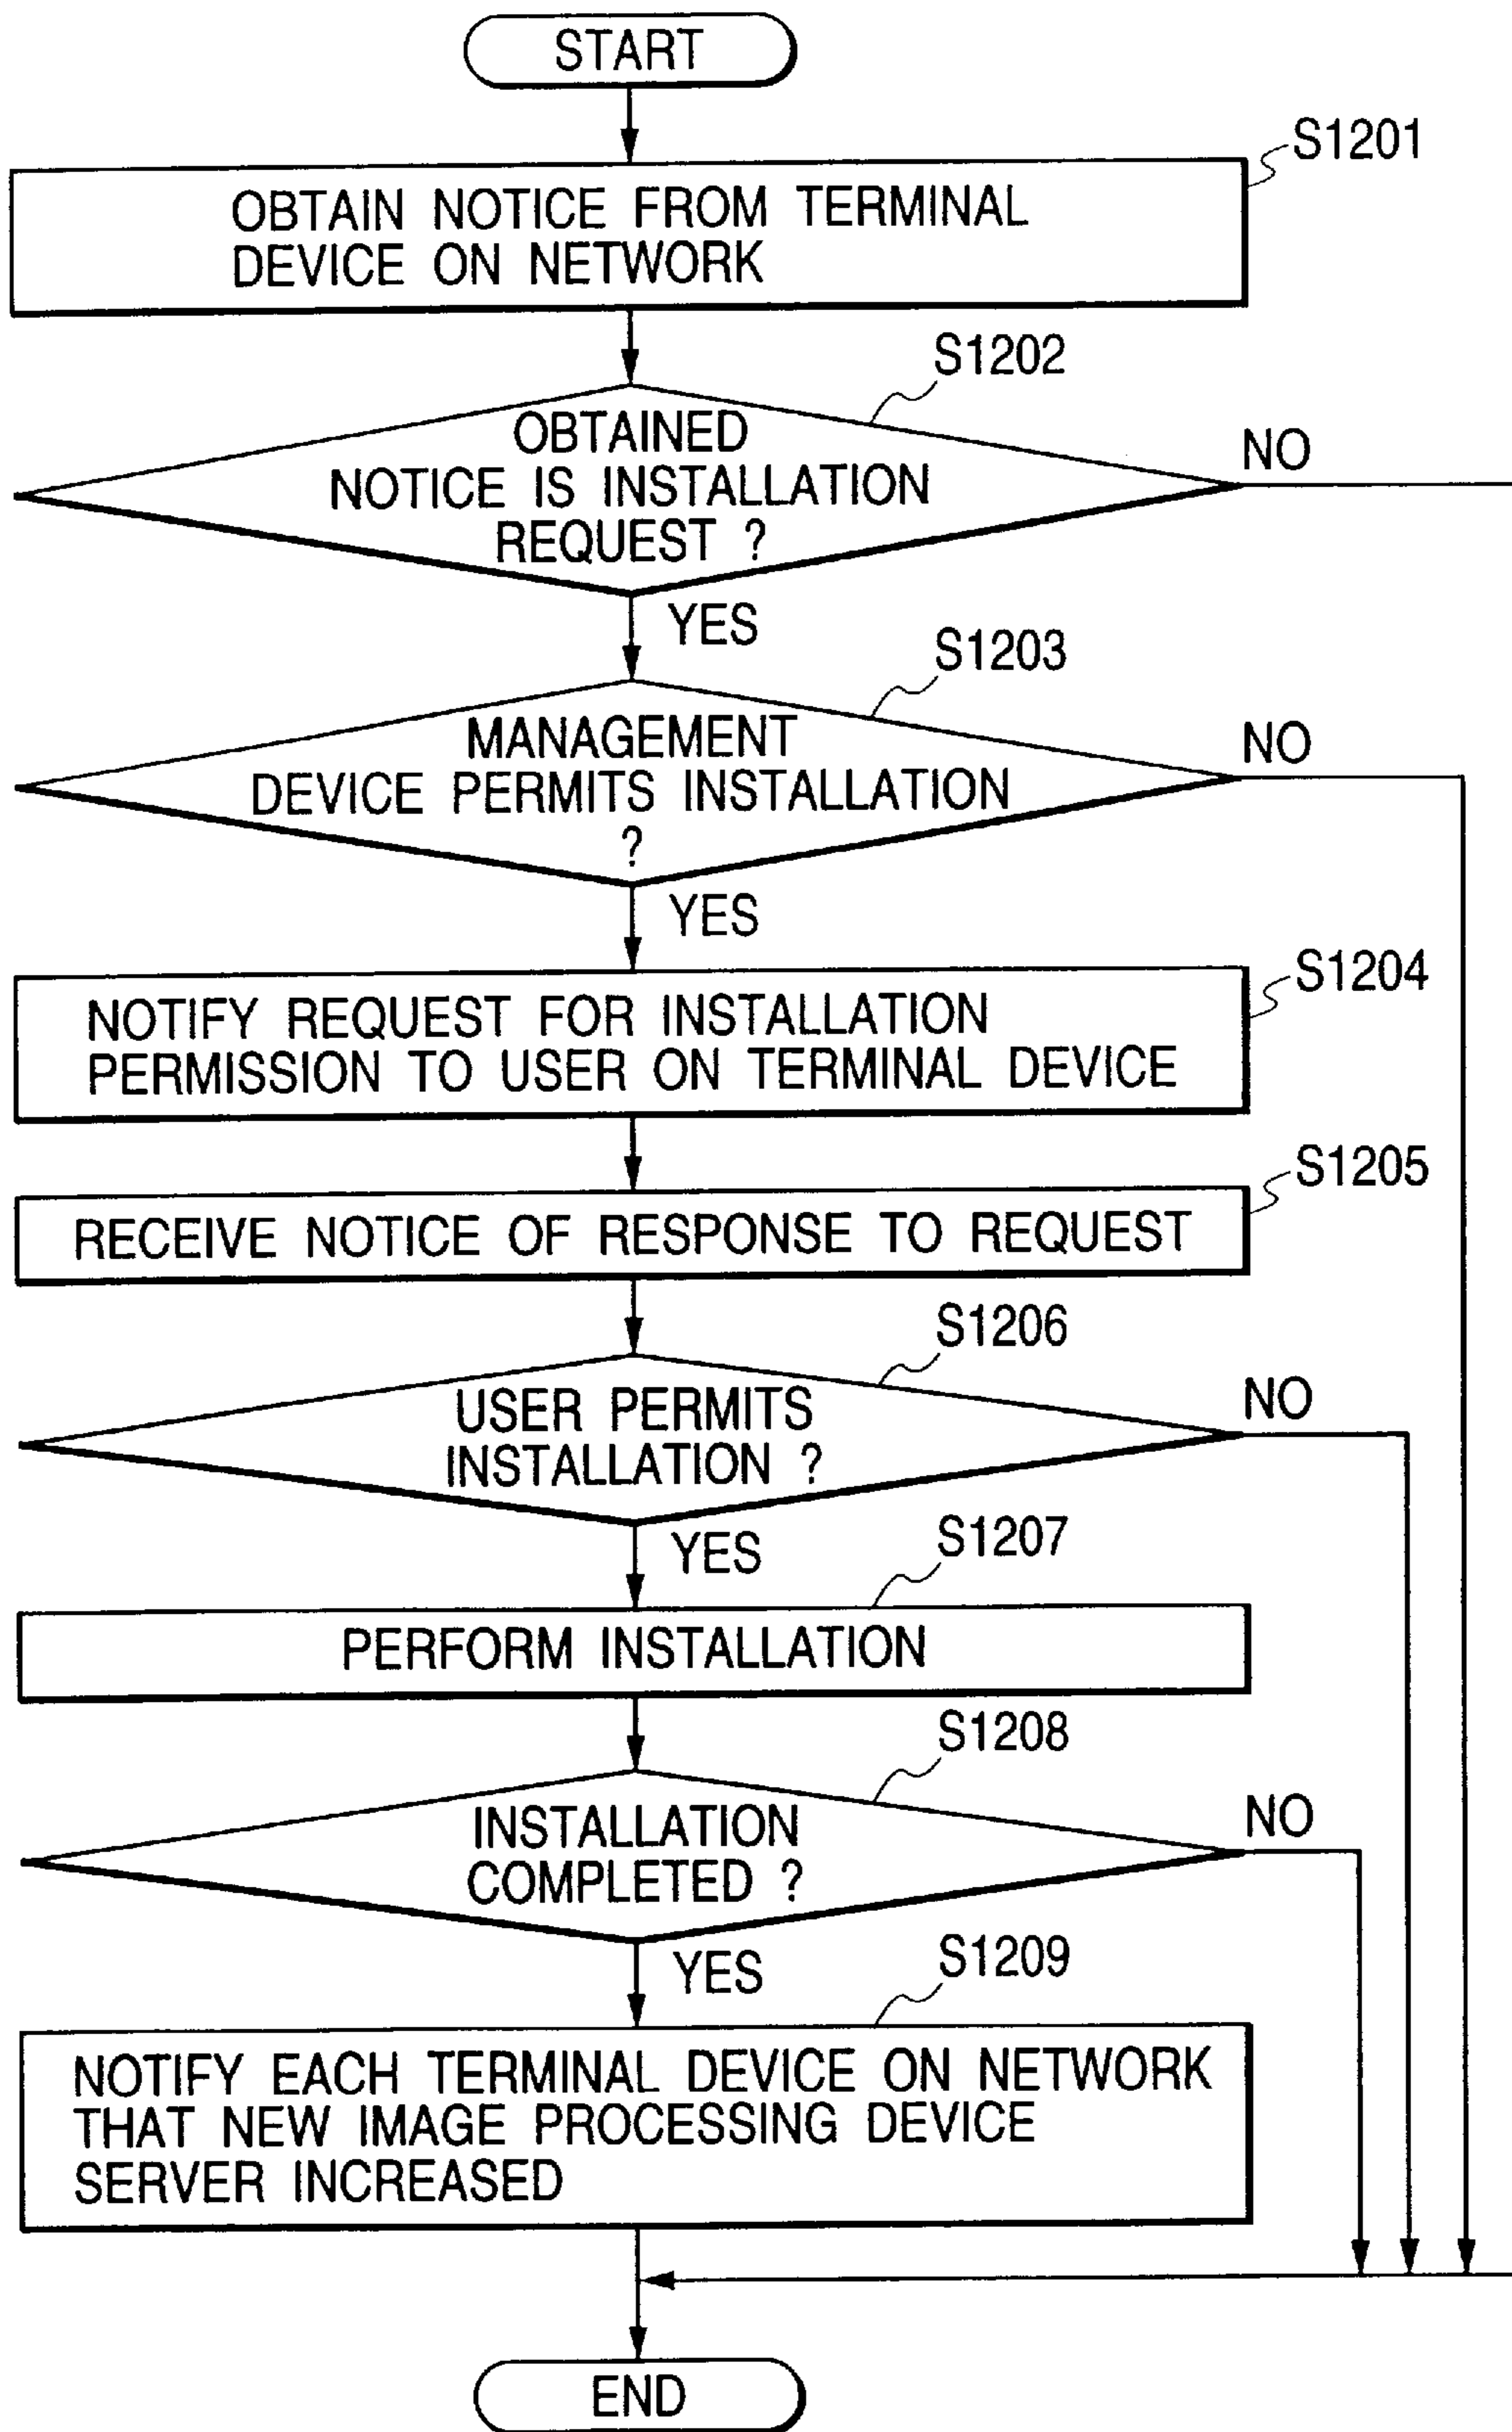 START
S1201
OBTAIN NOTICE FROM TERMINAL
DEVICE ON NETWORK
S1202
OBTAINED
NOTICE IS INSTALLATION
REQUEST ?
NO
YES
S1203
MANAGEMENT
DEVICE PERMITS INSTALLATION
?
NO
YES
S1204
NOTIFY REQUEST FOR INSTALLATION
PERMISSION TO USER ON TERMINAL DEVICE
S1205
RECEIVE NOTICE OF RESPONSE TO REQUEST
S1206
USER PERMITS
INSTALLATION ?
NO
YES
S1207
PERFORM INSTALLATION
S1208
INSTALLATION
COMPLETED ?
NO
YES
S1209
NOTIFY EACH TERMINAL DEVICE ON NETWORK
THAT NEW IMAGE PROCESSING DEVICE
SERVER INCREASED
END